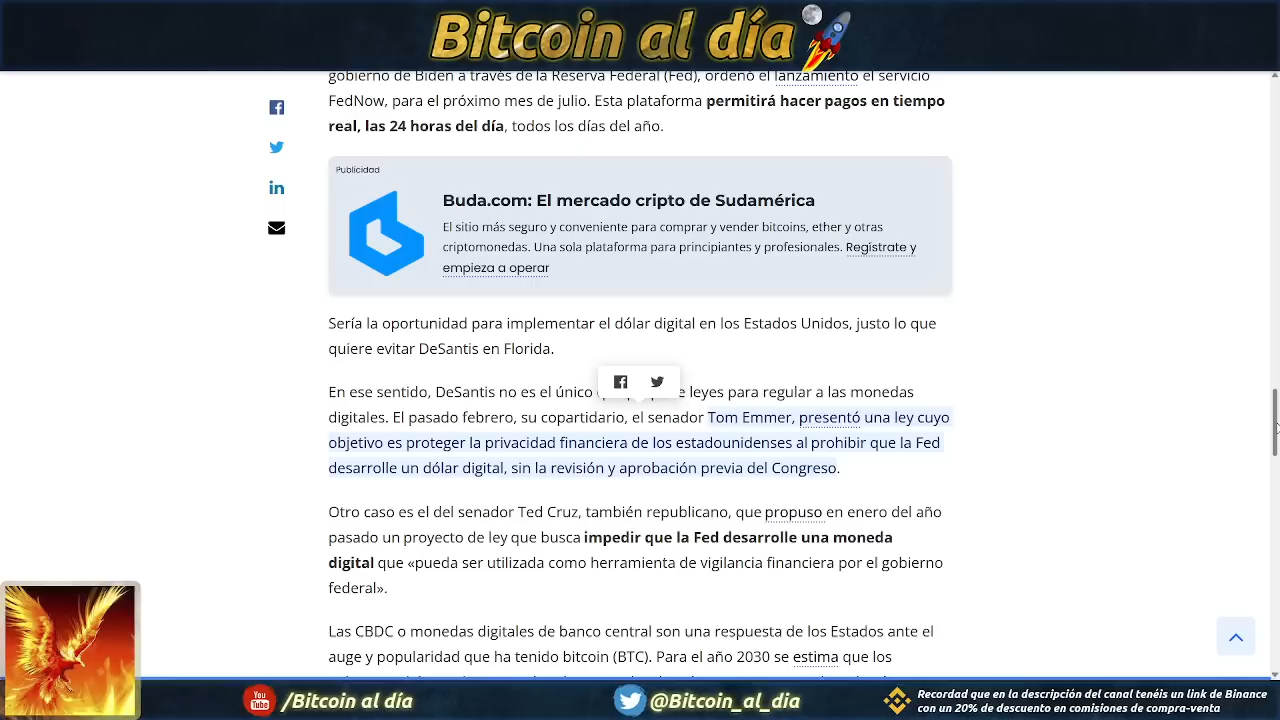 Bitcoin al día
gobierno de Biden a través de la Reserva Federal (Fed), ordenó el lanzamiento el servicio
FedNow, para el próximo mes de julio. Esta plataforma permitirá hacer pagos en tiempo
real, las 24 horas del día, todos los días del año.
Publicidad
Buda.com: El mercado cripto de Sudamérica
El sitio más seguro y conveniente para comprar y vender bitcoins, ether y otras
criptomonedas. Una sola plataforma para principiantes y profesionales. Regístrate y
empieza a operar
Sería la oportunidad para implementar el dólar digital en los Estados Unidos, justo lo que
quiere evitar DeSantis en Florida.
En ese sentido, DeSantis no es el único leyes para regular a las monedas
digitales. El pasado febrero, su copartidario, el senador Tom Emmer, presentó una ley cuyo
objetivo es proteger la privacidad financiera de los estadounidenses al prohibir que la Fed
desarrolle un dólar digital, sin la revisión y aprobación previa del Congreso.
Otro caso es el del senador Ted Cruz, también republicano, que propuso en enero del año
pasado un proyecto de ley que busca impedir que la Fed desarrolle una moneda
digital que «pueda ser utilizada como herramienta de vigilancia financiera por el gobierno
federal».
Las CBDC o monedas digitales de banco central son una respuesta de los Estados ante el
auge y popularidad que ha tenido bitcoin (BTC). Para el año 2030 se estima que los
You Tube /Bitcoin al día
@Bitcoin_al_dia
Recordad que en la descripción del canal tenéis un link de Binance
con un 20% de descuento en comisiones de compra-venta